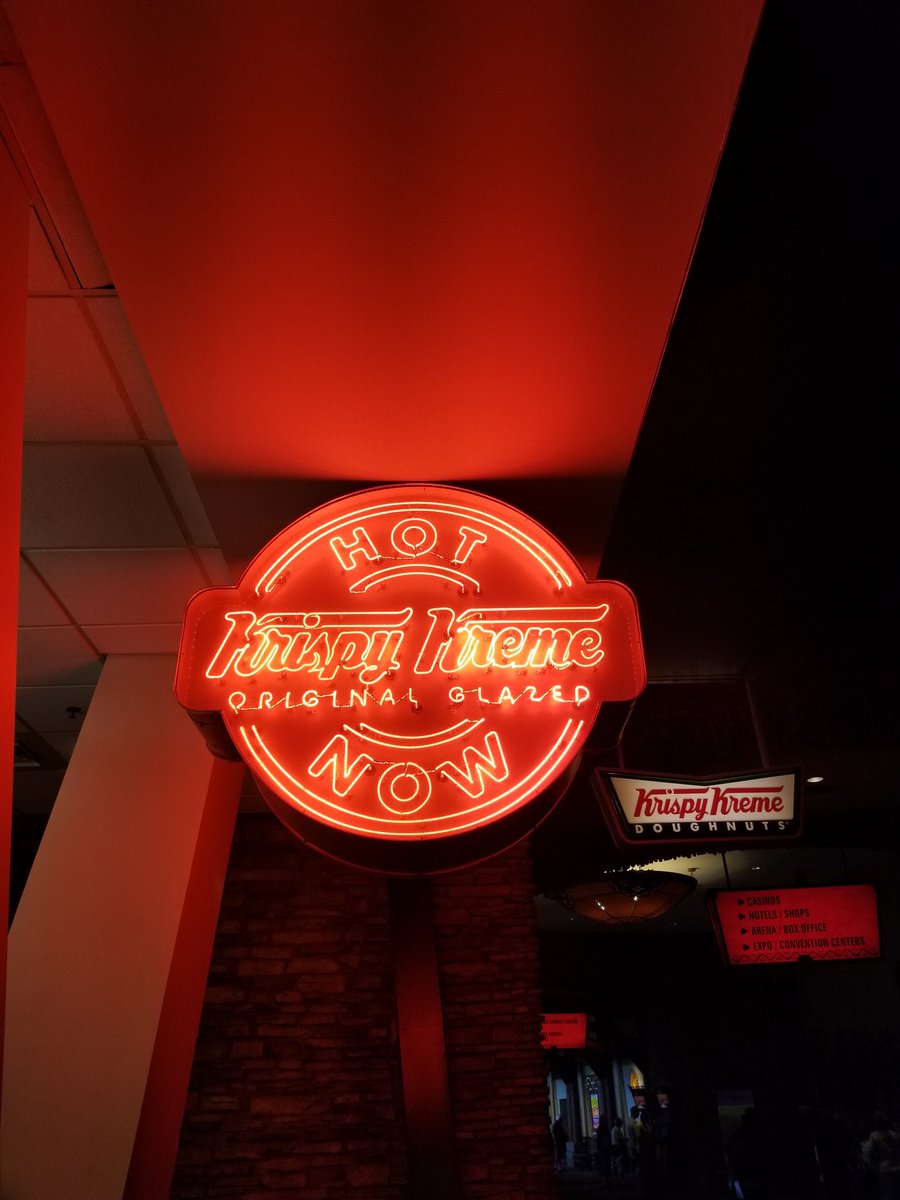 HOT
Krispy Kreme
ORIGINAL GLAZED
NOW
Krispy Kreme
DOUGHNUTS
CASINOS
HOTELS / SHOPS
ARENA / BOX OFFICE
EXPO / CONVENTION CENTERS